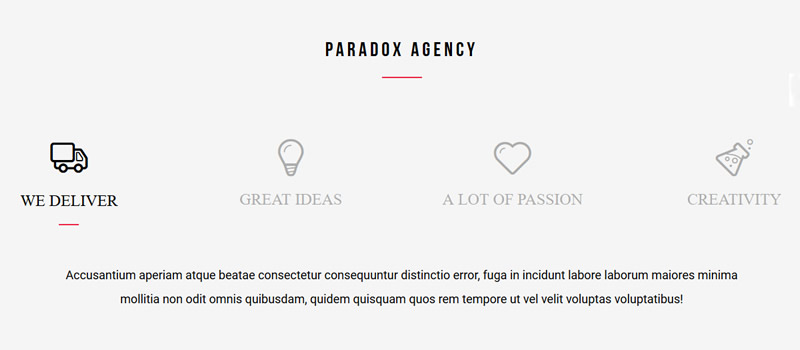 PARADOX AGENCY
WE DELIVER
GREAT IDEAS
A LOT OF PASSION
CREATIVITY
Accusantium aperiam atque beatae consectetur consequuntur distinctio error, fuga in incidunt labore laborum maiores minima
mollitia non odit omnis quibusdam, quidem quisquam quos rem tempore ut vel velit voluptas voluptatibus!